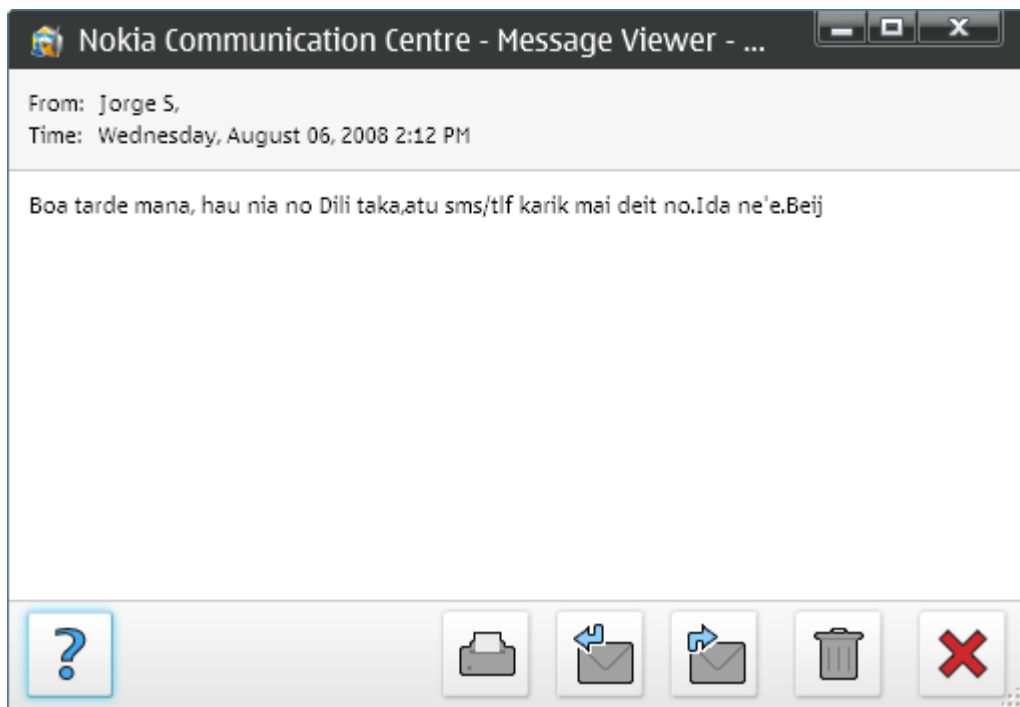 Nokia Communication Centre - Message Viewer - ...
From: Jorge S,
Time: Wednesday, August 06, 2008 2:12 PM
Boa tarde mana, hau nia no Dili taka,atu sms/tlf karik mai deit no.Ida ne'e.Beij